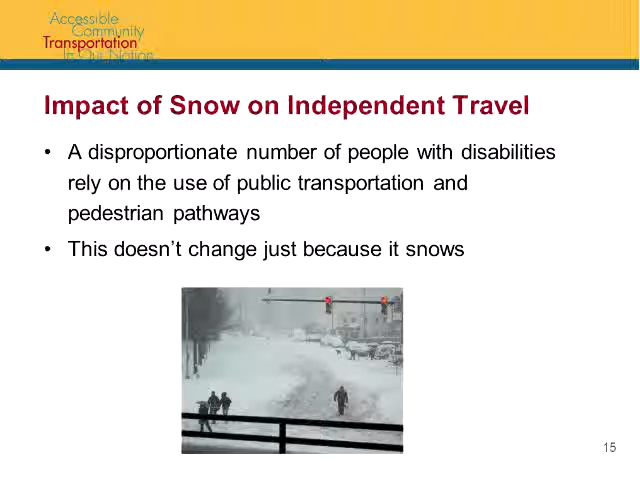 Accessible
Community
Transportation
In Our Nation
Impact of Snow on Independent Travel
• A disproportionate number of people with disabilities
rely on the use of public transportation and
pedestrian pathways
• This doesn’t change just because it snows
15